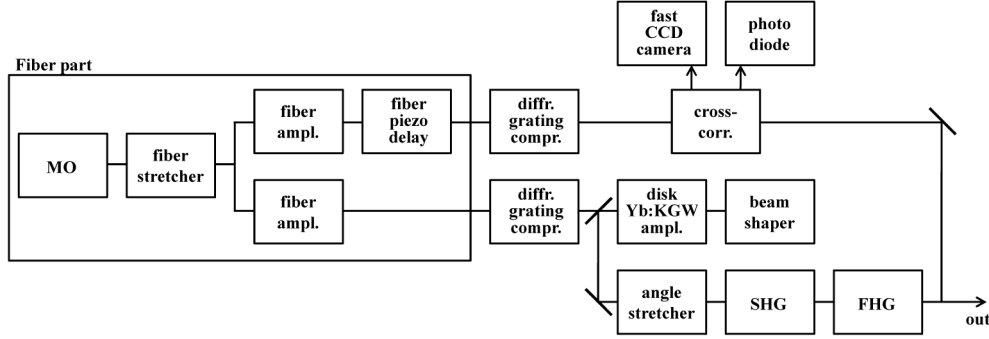 fast
CCD
camera
photo
diode
Fiber part
fiber
ampl.
fiber
piezo
delay
diffr.
grating
compr.
cross-
corr.
MO
fiber
stretcher
fiber
ampl.
diffr.
grating
compr.
disk
Yb:KGW
ampl.
beam
shaper
angle
stretcher
SHG
FHG
out